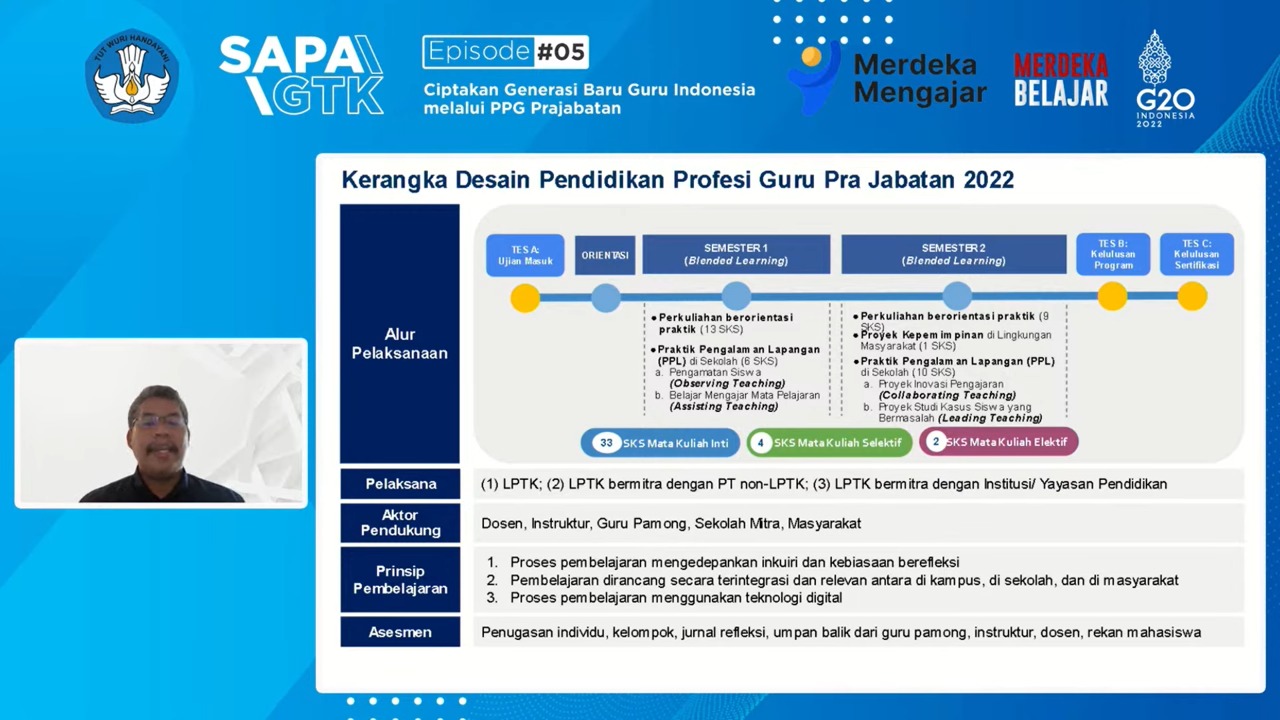 TUT WURI HANDAYANI
SAPA
GTK
Episode #05
Ciptakan Generasi Baru Guru Indonesia
melalui PPG Prajabatan
Merdeka
Mengajar
MERDEKA
BELAJAR
G20
INDONESIA
2022
Kerangka Desain Pendidikan Profesi Guru Pra Jabatan 2022
Alur
Pelaksanaan
TES A:
Ujian Masuk
ORIENTASI
SEMESTER 1
(Blended Learning)
SEMESTER 2
(Blended Learning)
TES B:
Kelulusan
Program
TES C:
Kelulusan
Sertifikasi
● Perkuliahan berorientasi
praktik (13 SKS)
● Praktik Pengalaman Lapangan
(PPL) di Sekolah (6 SKS)
a. Pengamatan Siswa
(Observing Teaching)
b. Belajar Mengajar Mata Pelajaran
(Assisting Teaching)
● Perkuliahan berorientasi praktik (9
SKS)
● Proyek Kepemimpinan di Lingkungan
Masyarakat (1 SKS)
● Praktik Pengalaman Lapangan (PPL)
di Sekolah (10 SKS)
a. Proyek Inovasi Pengajaran
(Collaborating Teaching)
b. Proyek Studi Kasus Siswa yang
Bermasalah (Leading Teaching)
33 SKS Mata Kuliah Inti
4 SKS Mata Kuliah Selektif
2 SKS Mata Kuliah Elektif
Pelaksana
(1) LPTK; (2) LPTK bermitra dengan PT non-LPTK; (3) LPTK bermitra dengan Institusi/ Yayasan Pendidikan
Aktor
Pendukung
Dosen, Instruktur, Guru Pamong, Sekolah Mitra, Masyarakat
Prinsip
Pembelajaran
1. Proses pembelajaran mengedepankan inkuiri dan kebiasaan berefleksi
2. Pembelajaran dirancang secara terintegrasi dan relevan antara di kampus, di sekolah, dan di masyarakat
3. Proses pembelajaran menggunakan teknologi digital
Asesmen
Penugasan individu, kelompok, jurnal refleksi, umpan balik dari guru pamong, instruktur, dosen, rekan mahasiswa